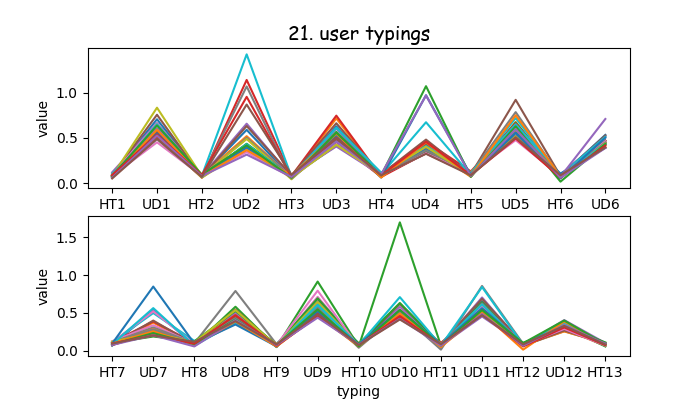 21. user typings
value
1.0
0.5
0.0
HT1 UD1 HT2 UD2 HT3 UD3 HT4 UD4 HT5 UD5 HT6 UD6
value
1.5
1.0
0.5
0.0
HT7 UD7 HT8 UD8 HT9 UD9 HT10 UD10 HT11 UD11 HT12 UD12 HT13
typing